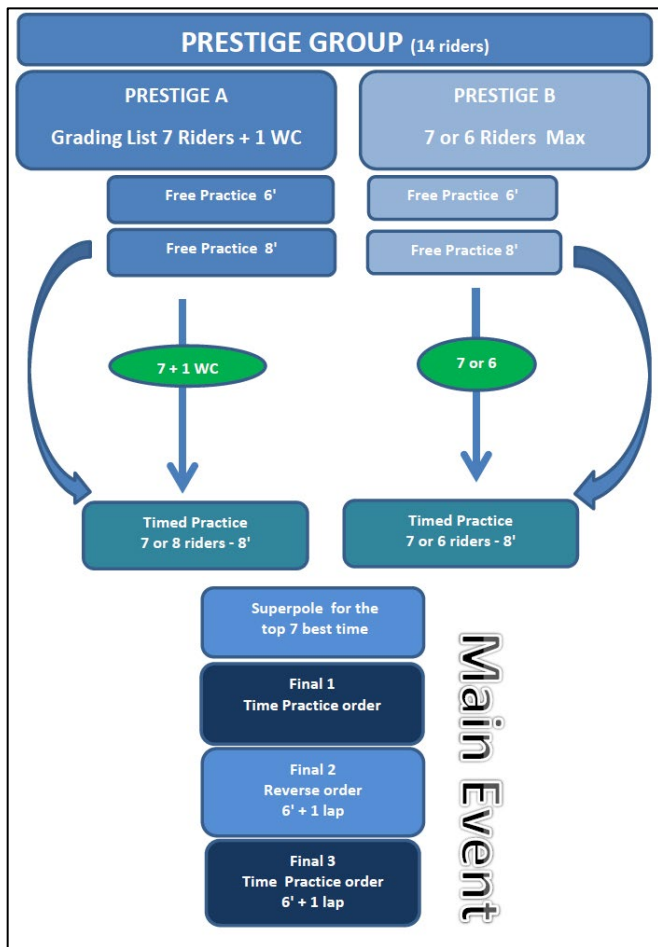 PRESTIGE GROUP (14 riders)
PRESTIGE A
Grading List 7 Riders + 1 WC
PRESTIGE B
7 or 6 Riders Max
Free Practice 6'
Free Practice 6'
Free Practice 8'
Free Practice 8'
7 + 1 WC
7 or 6
Timed Practice
7 or 8 riders - 8'
Timed Practice
7 or 6 riders - 8'
Superpole for the
top 7 best time
Final 1
Time Practice order
Final 2
Reverse order
6' + 1 lap
Final 3
Time Practice order
6' + 1 lap
Main Event